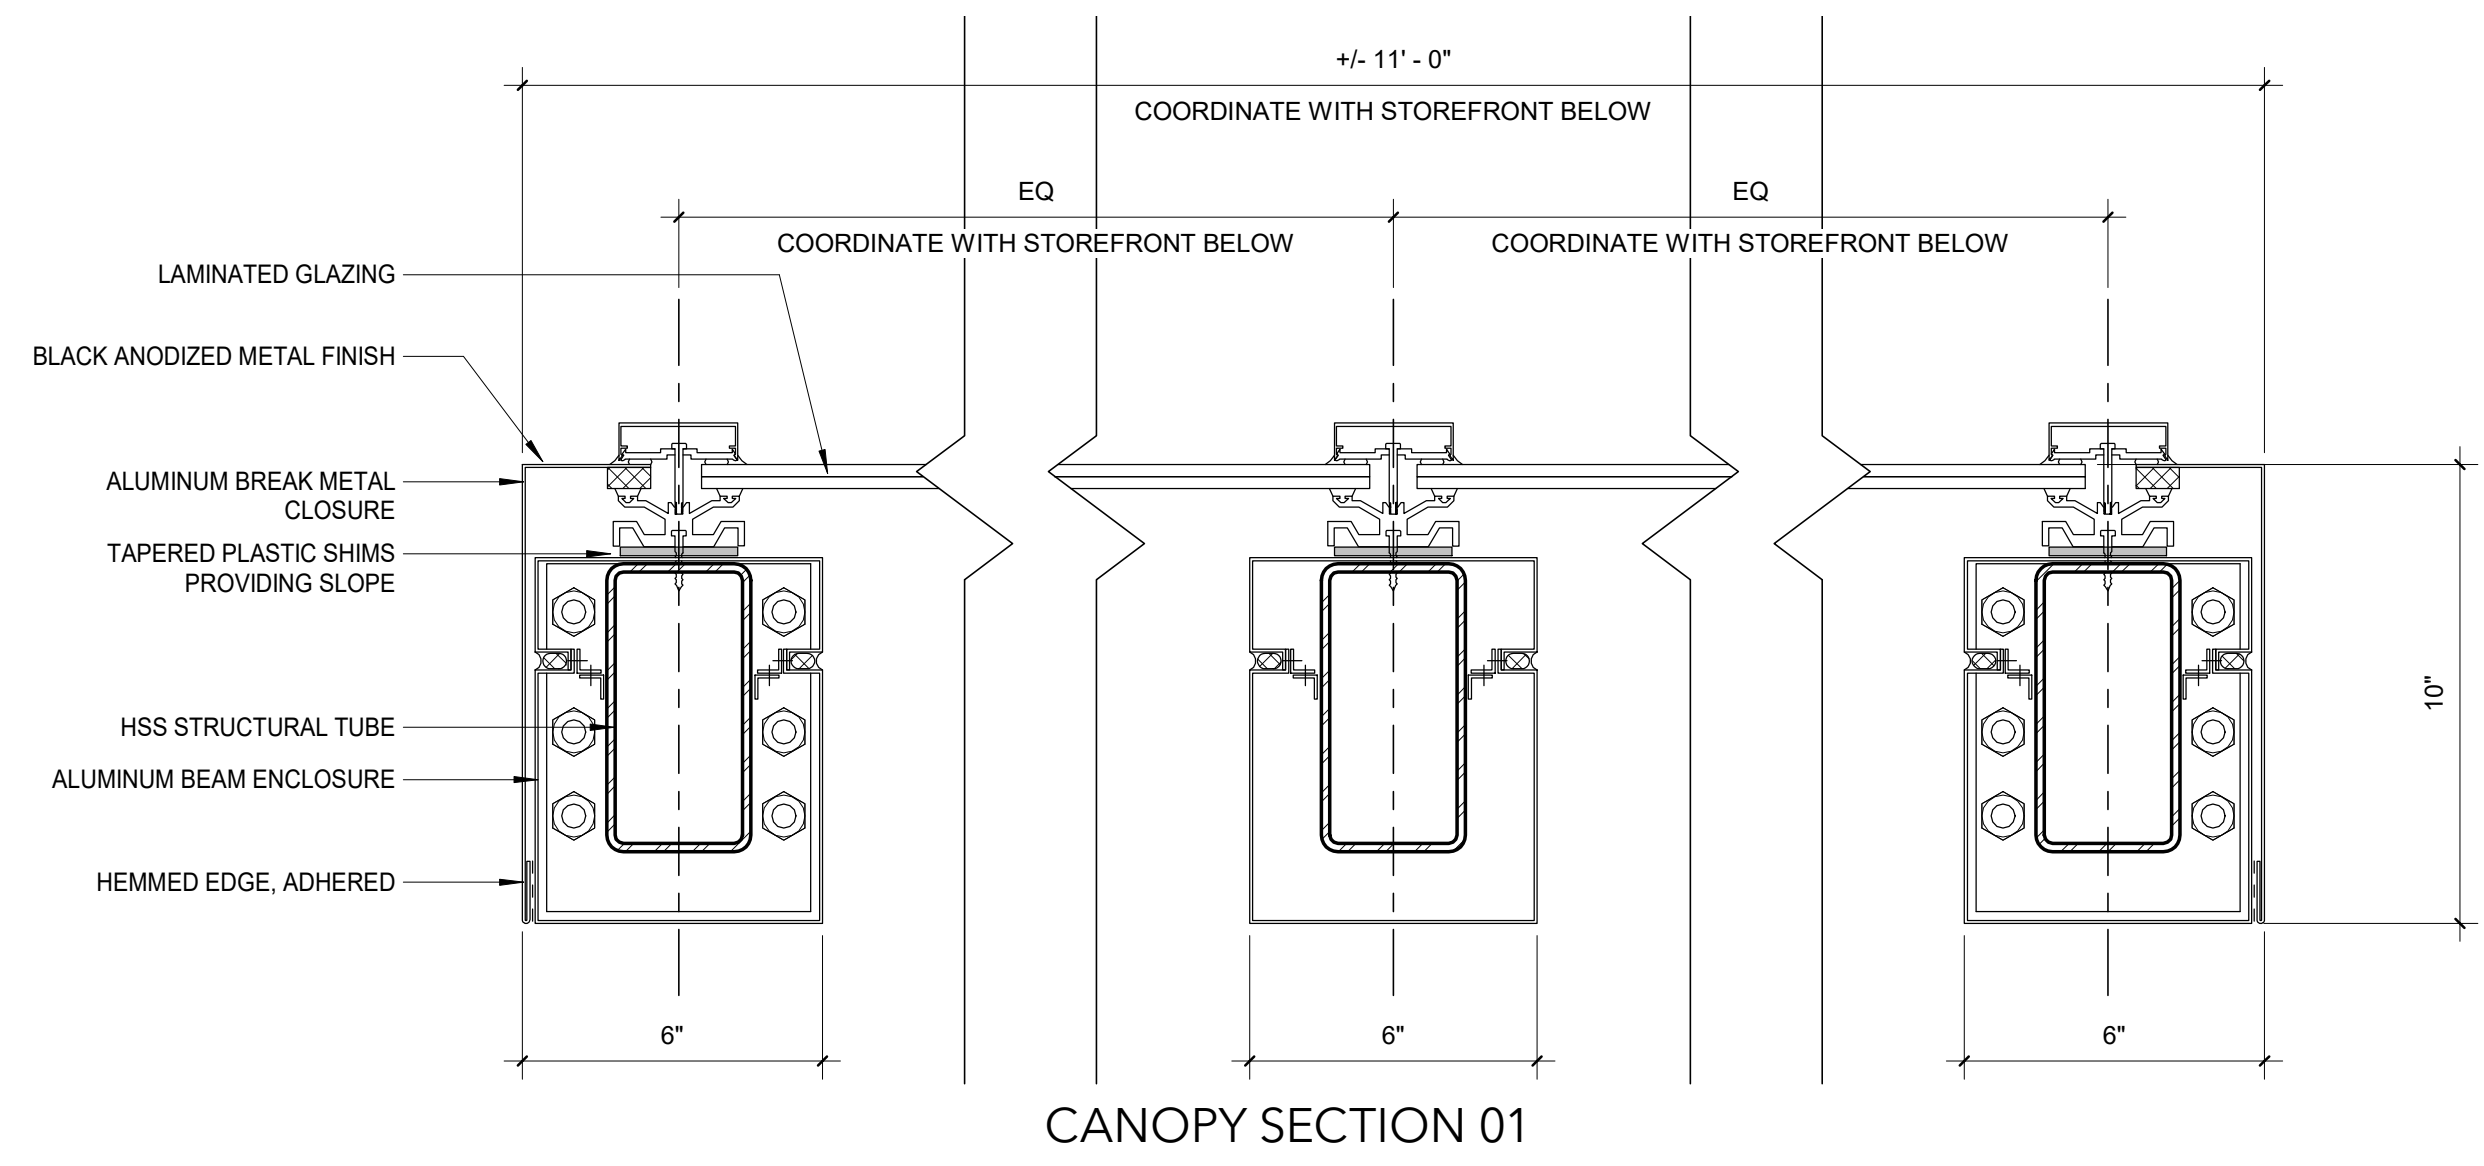 +/- 11' - 0"
COORDINATE WITH STOREFRONT BELOW
EQ
EQ
COORDINATE WITH STOREFRONT BELOW
COORDINATE WITH STOREFRONT BELOW
LAMINATED GLAZING
BLACK ANODIZED METAL FINISH
ALUMINUM BREAK METAL
CLOSURE
TAPERED PLASTIC SHIMS
PROVIDING SLOPE
HSS STRUCTURAL TUBE
ALUMINUM BEAM ENCLOSURE
HEMMED EDGE, ADHERED
10"
6"
6"
6"
CANOPY SECTION 01